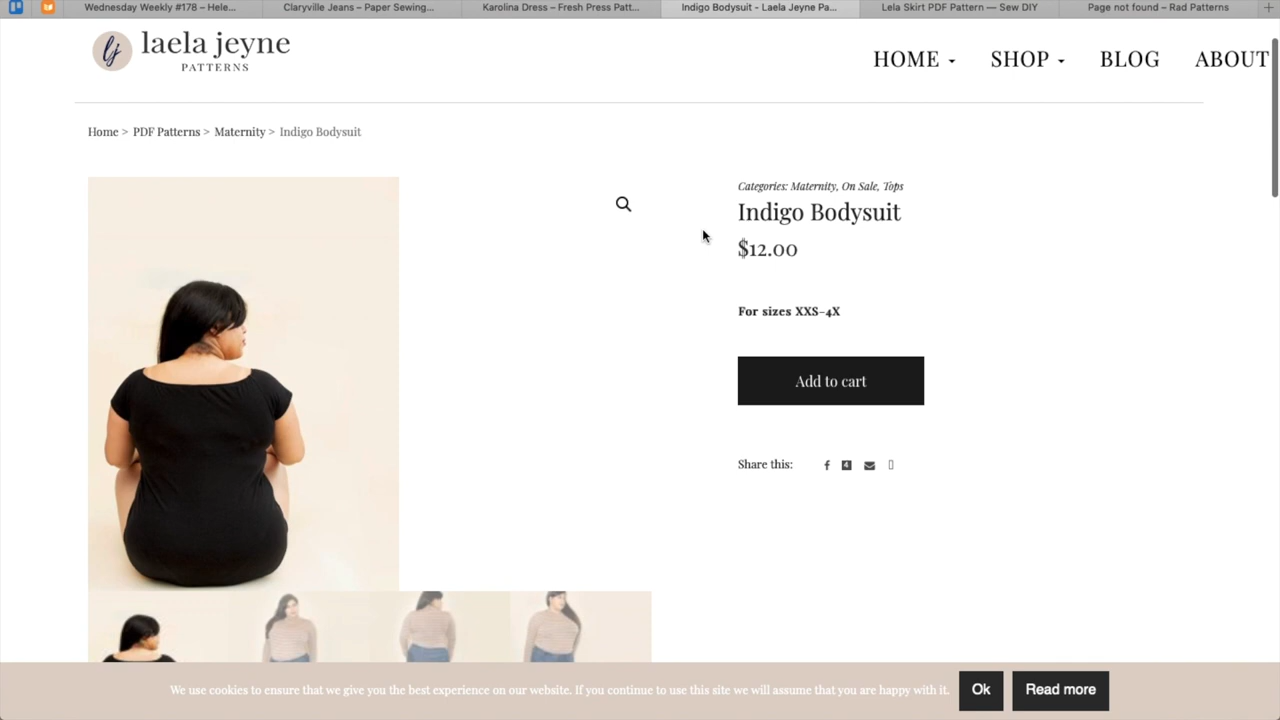 Wednesday Weekly #178 – Hele...
Claryville Jeans – Paper Sewing...
Karolina Dress – Fresh Press Patt...
Indigo Bodysuit - Laela Jeyne Pa...
Lela Skirt PDF Pattern — Sew DIY
Page not found – Rad Patterns
lj
laela jeyne
PATTERNS
HOME
SHOP
BLOG
ABOUT
Home > PDF Patterns > Maternity > Indigo Bodysuit
Categories: Maternity, On Sale, Tops
Indigo Bodysuit
$12.00
For sizes XXS–4X
Add to cart
Share this:
We use cookies to ensure that we give you the best experience on our website. If you continue to use this site we will assume that you are happy with it.
Ok
Read more